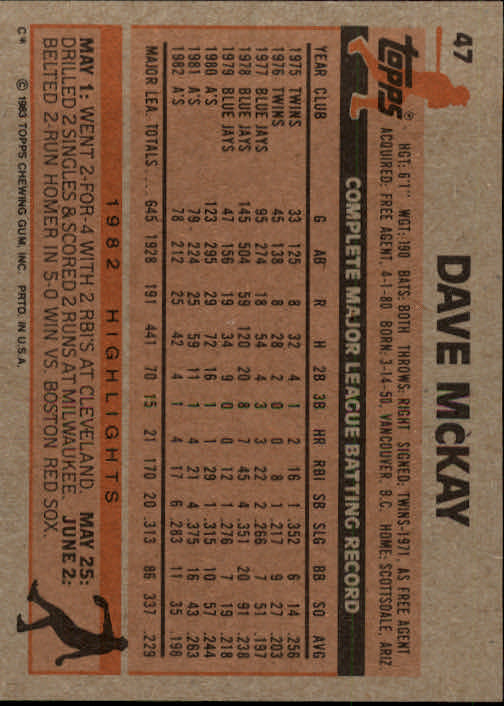 47
DAVE McKAY
Topps®
HGT: 6'1" WGT: 190 BATS: BOTH THROWS: RIGHT SIGNED: TWINS-1971, AS FREE AGENT
ACQUIRED: FREE AGENT, 4-1-80 BORN: 3-14-50, VANCOUVER, B.C. HOME: SCOTTSDALE, ARIZ.
COMPLETE MAJOR LEAGUE BATTING RECORD
YEAR CLUB G AB R H 2B 3B HR RBI SB SLG BB SO AVG
1975 TWINS 33 125 8 32 4 1 2 16 1 .352 6 14 .256
1976 TWINS 45 138 8 28 2 0 0 8 1 .217 9 27 .203
1977 BLUE JAYS 95 274 18 54 4 3 3 22 2 .266 7 51 .197
1978 BLUE JAYS 145 504 59 120 20 8 7 45 4 .351 20 91 .238
1979 BLUE JAYS 47 156 19 34 9 0 0 12 1 .276 7 19 .218
1980 A'S 123 295 29 72 16 1 1 29 1 .315 10 57 .244
1981 A'S 79 224 25 59 11 1 4 21 4 .375 16 43 .263
1982 A'S 78 212 25 42 4 1 4 17 6 .283 11 35 .198
MAJOR LEA. TOTALS.... 645 1928 191 441 70 15 21 170 20 .313 86 337 .229
1982 HIGHLIGHTS
MAY 1: WENT 2-FOR-4 WITH 2 RBI'S AT CLEVELAND. MAY 25:
DRILLED 2 SINGLES & SCORED 2 RUNS AT MILWAUKEE. JUNE 2:
BELTED 2-RUN HOMER IN 5-0 WIN VS. BOSTON RED SOX.
C* © 1983 TOPPS CHEWING GUM, INC. PRTD. IN U.S.A.